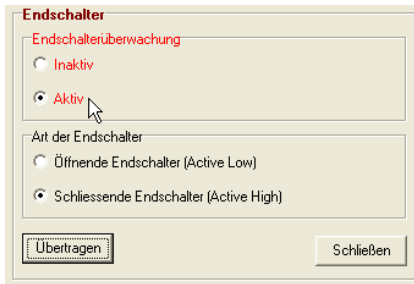 Endschalter
Endschalterüberwachung
Inaktiv
Aktiv
Art der Endschalter
Öffnende Endschalter (Active Low)
Schliessende Endschalter (Active High)
Übertragen
Schließen